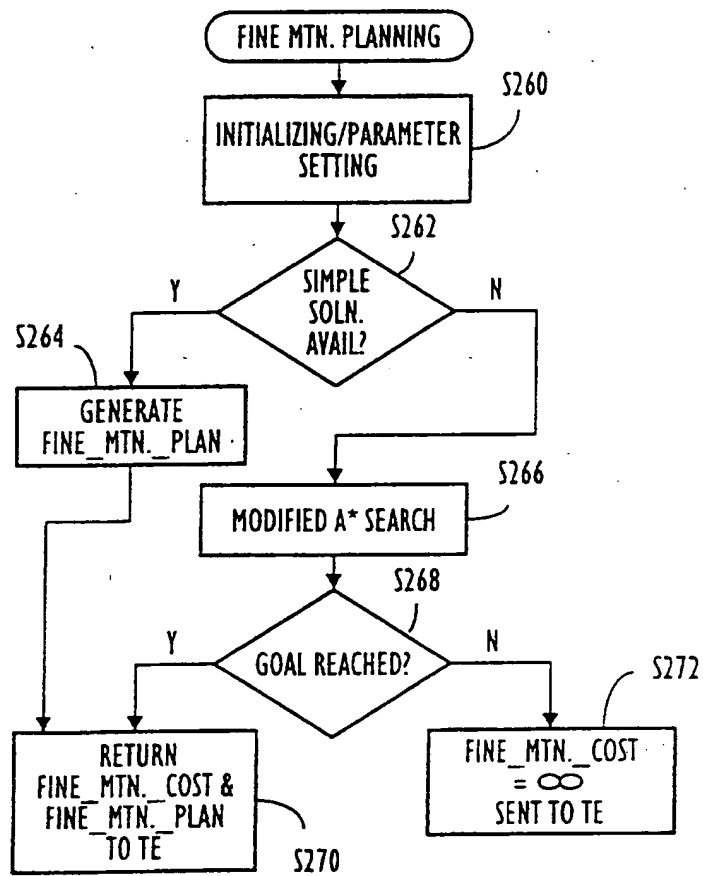 FINE MTN. PLANNING
S260
INITIALIZING/PARAMETER
SETTING
S262
SIMPLE
SOLN.
AVAIL?
Y
N
S264
GENERATE
FINE_MTN._PLAN
S266
MODIFIED A* SEARCH
S268
GOAL REACHED?
Y
N
S272
RETURN
FINE_MTN._COST &
FINE_MTN._PLAN
TO TE
S270
FINE_MTN._COST
= ∞
SENT TO TE